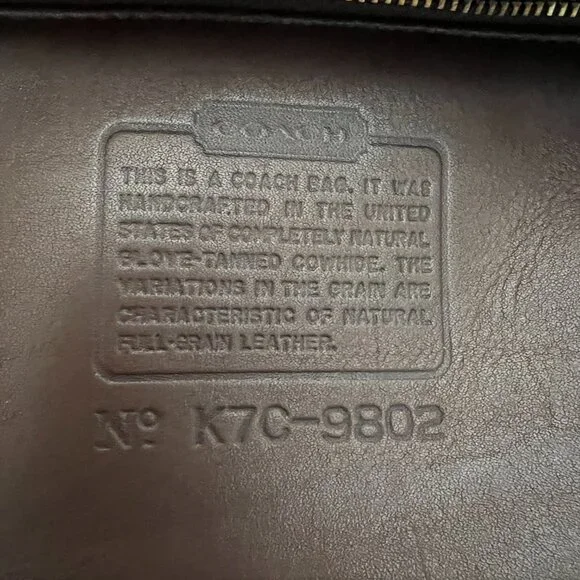 COACH
THIS IS A COACH BAG. IT WAS
HANDCRAFTED IN THE UNITED
STATES OF COMPLETELY NATURAL
GLOVE-TANNED COWHIDE. THE
VARIATIONS IN THE GRAIN ARE
CHARACTERISTIC OF NATURAL
FULL-GRAIN LEATHER.
Nº K7C-9802